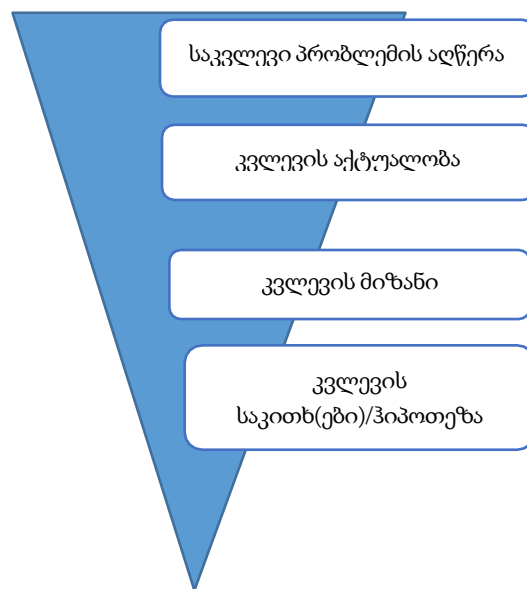 საკვლევი პრობლემის აღწერა
კვლევის აქტუალობა
კვლევის მიზანი
კვლევის
საკითხ(ები)/ჰიპოთეზა